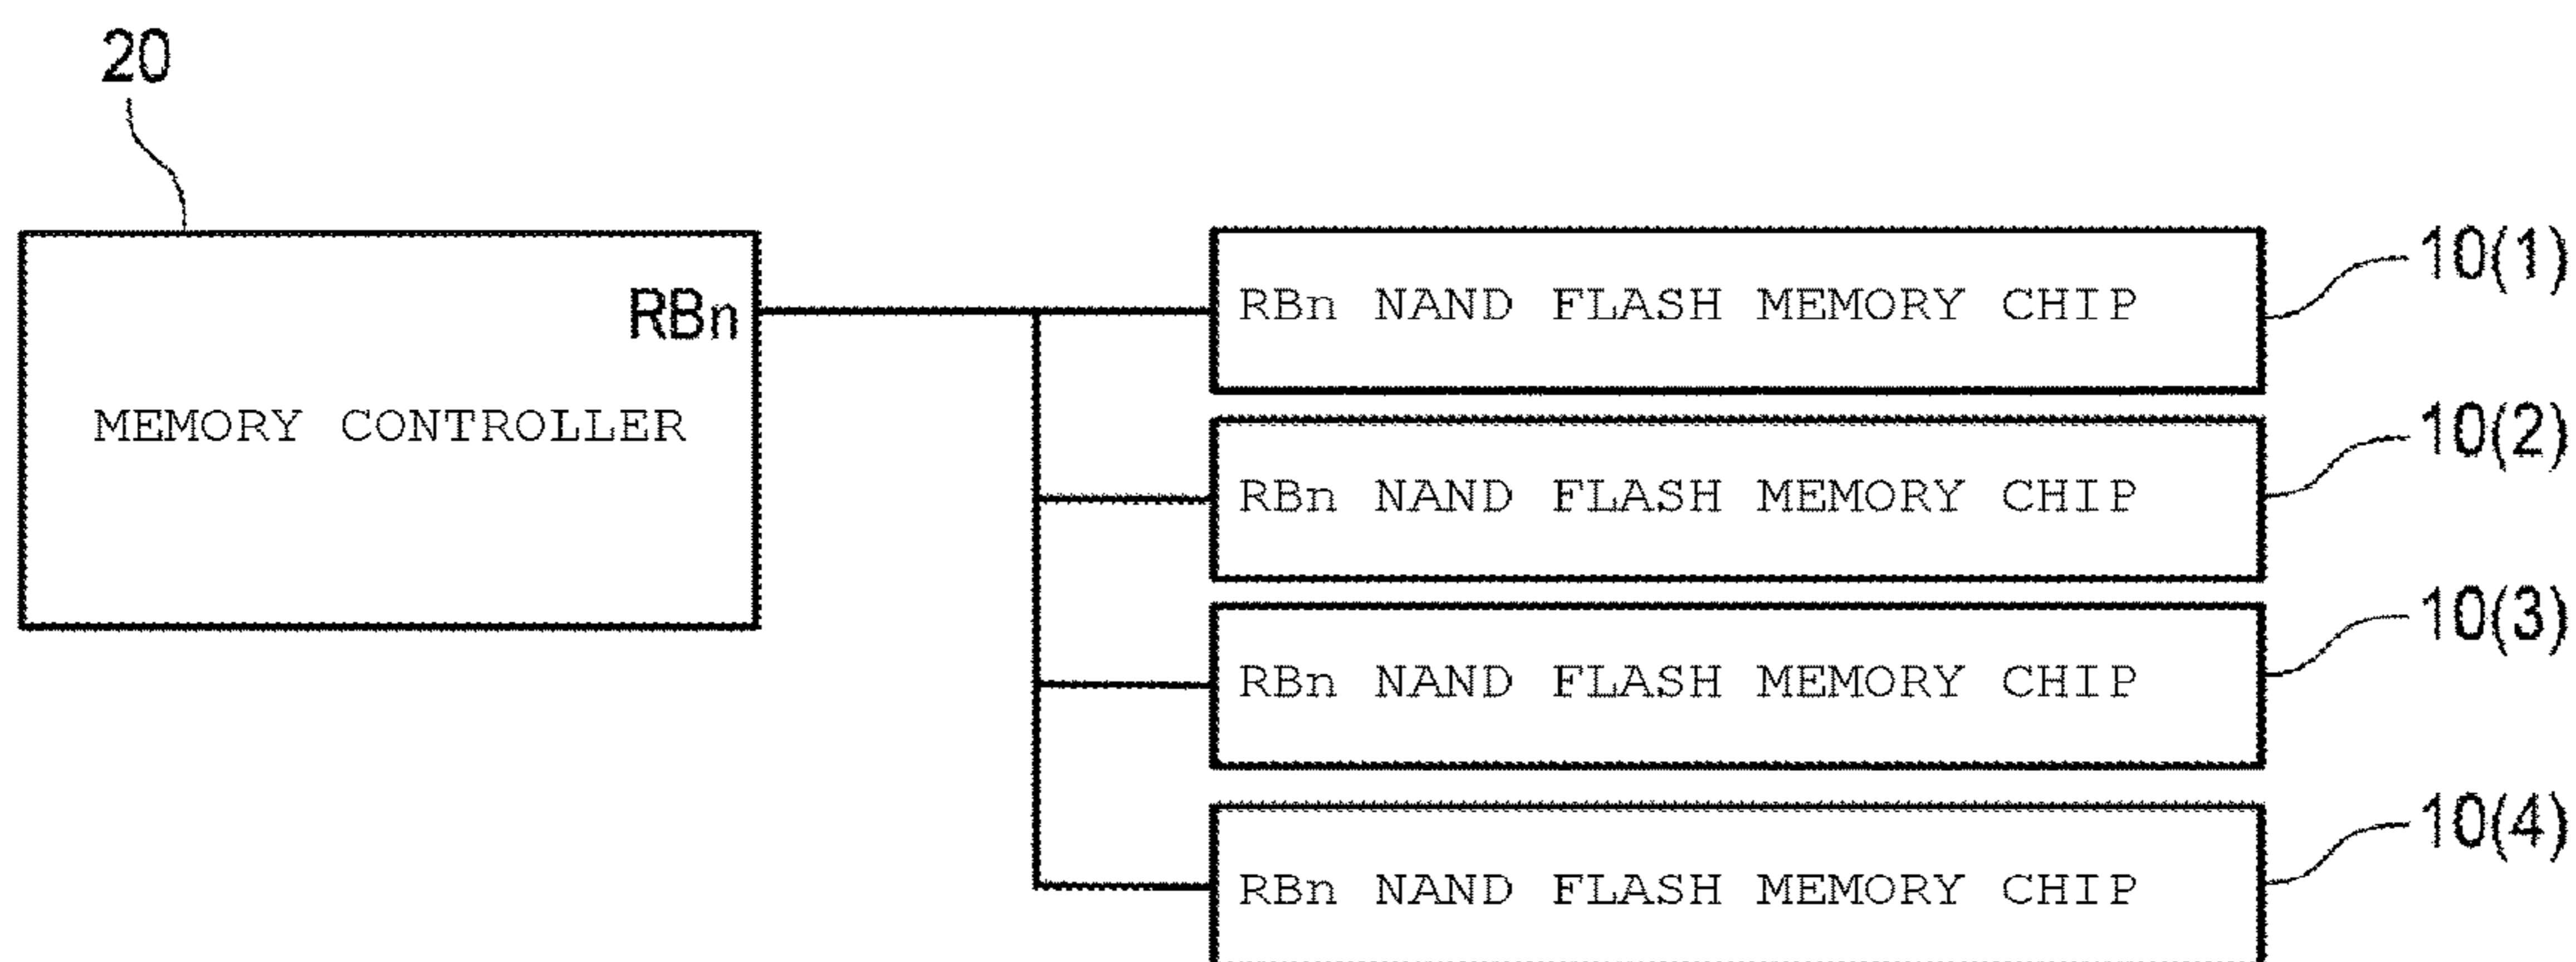 20
RBn
MEMORY CONTROLLER
RBn NAND FLASH MEMORY CHIP
10(1)
RBn NAND FLASH MEMORY CHIP
10(2)
RBn NAND FLASH MEMORY CHIP
10(3)
RBn NAND FLASH MEMORY CHIP
10(4)